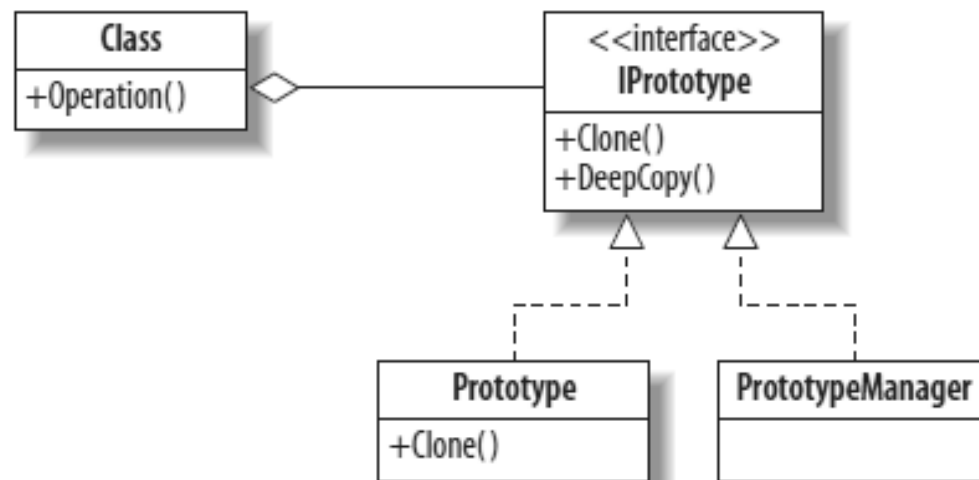 Class
+Operation()
<<interface>>
IPrototype
+Clone()
+DeepCopy()
Prototype
+Clone()
PrototypeManager